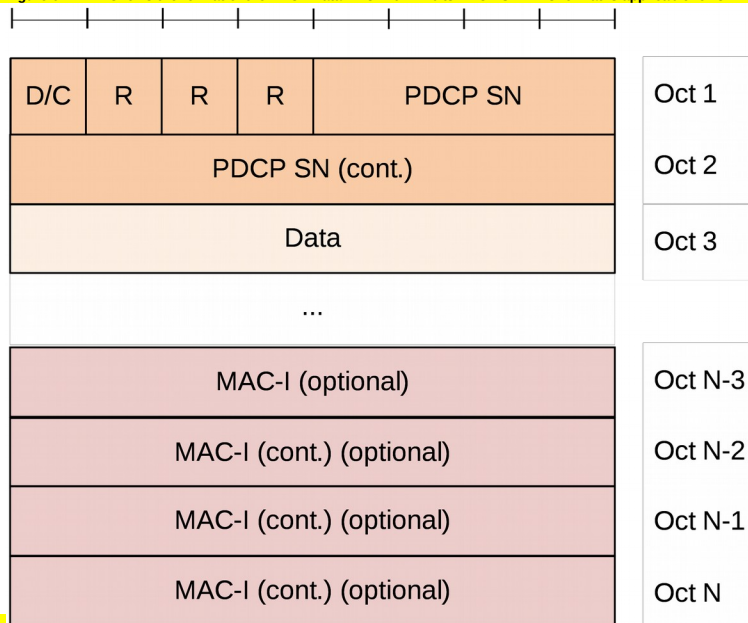 D/C R R R PDCP SN Oct 1
PDCP SN (cont.) Oct 2
Data Oct 3
...
MAC-I (optional) Oct N-3
MAC-I (cont.) (optional) Oct N-2
MAC-I (cont.) (optional) Oct N-1
MAC-I (cont.) (optional) Oct N